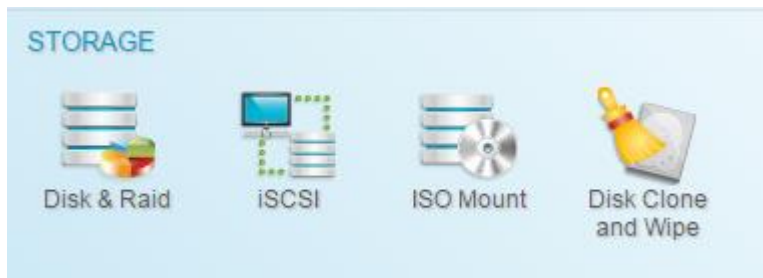 STORAGE
Disk & Raid
iSCSI
ISO Mount
Disk Clone
and Wipe